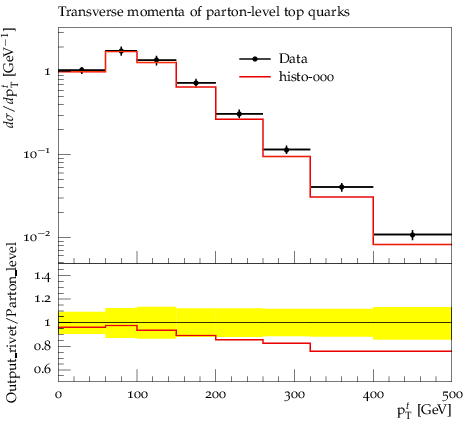 Transverse momenta of parton-level top quarks
dσ/dp_T^t [GeV^−1]
1
10^−1
10^−2
Data
histo-000
Output_rivet/Parton_level
1.4
1.2
1
0.8
0.6
0 100 200 300 400 500
p_T^t [GeV]